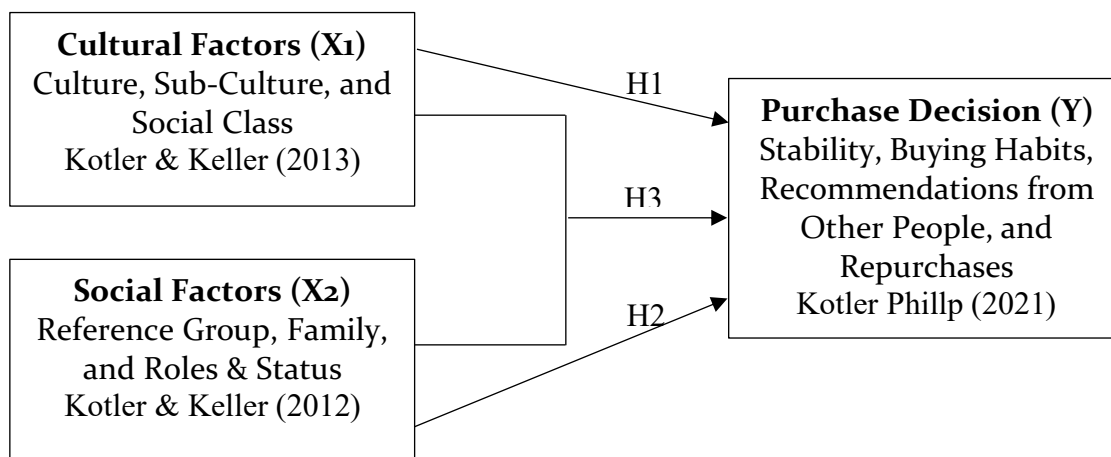 Cultural Factors (X1)
Culture, Sub-Culture, and
Social Class
Kotler & Keller (2013)
H1
Purchase Decision (Y)
Stability, Buying Habits,
Recommendations from
Other People, and
Repurchases
Kotler Phillp (2021)
H3
Social Factors (X2)
Reference Group, Family,
and Roles & Status
Kotler & Keller (2012)
H2